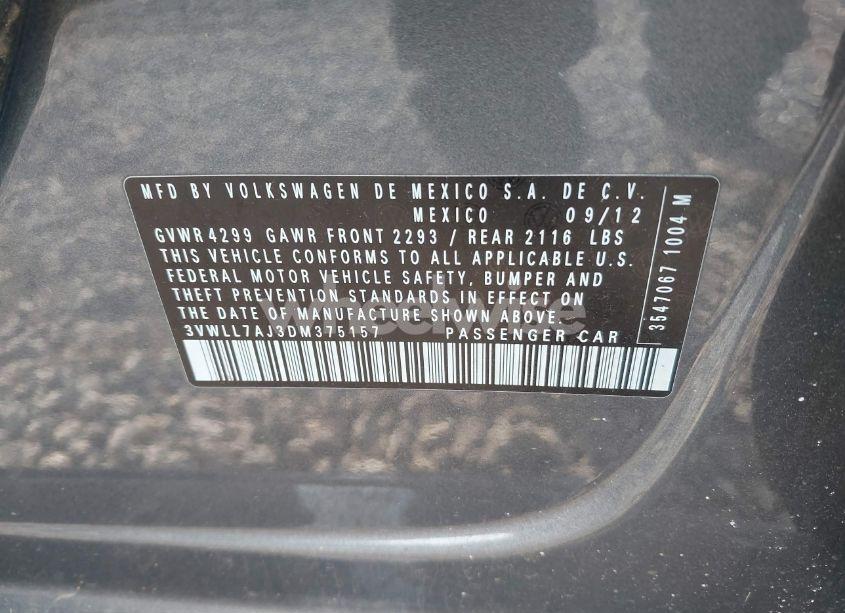 MFD BY VOLKSWAGEN DE MEXICO S.A. DE C.V.
MEXICO 09/12
GVWR 4299 GAWR FRONT 2293 / REAR 2116 LBS
THIS VEHICLE CONFORMS TO ALL APPLICABLE U.S.
FEDERAL MOTOR VEHICLE SAFETY, BUMPER AND
THEFT PREVENTION STANDARDS IN EFFECT ON
THE DATE OF MANUFACTURE SHOWN ABOVE.
3VWLL7AJ3DM375157 PASSENGER CAR
3547067 1004 M